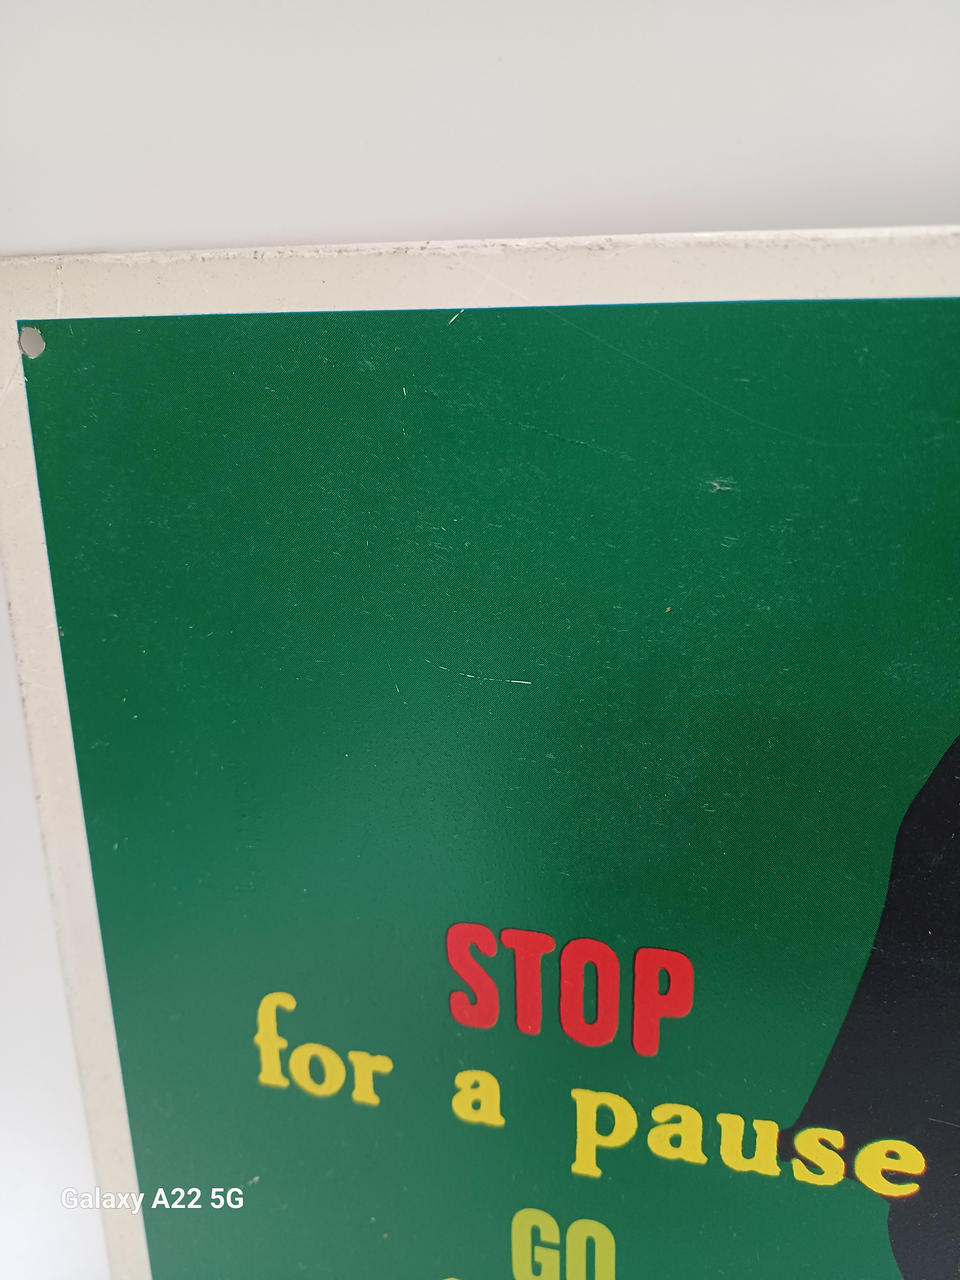 STOP
for a pause
GO
Galaxy A22 5G